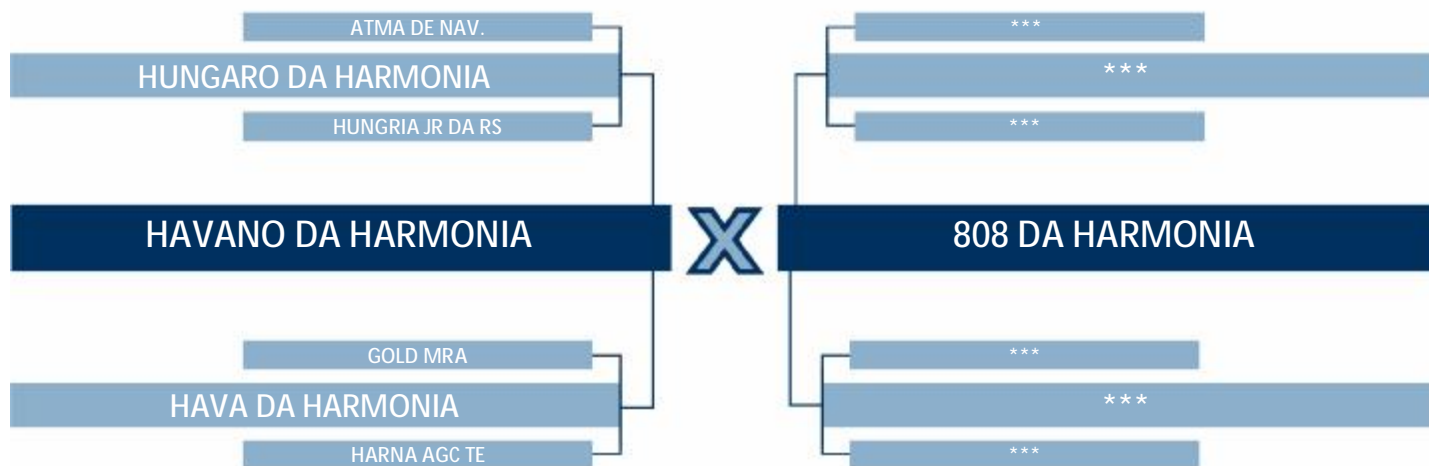 ATMA DE NAV.
***
HUNGARO DA HARMONIA
***
HUNGRIA JR DA RS
***
HAVANO DA HARMONIA
X
808 DA HARMONIA
GOLD MRA
***
HAVA DA HARMONIA
***
HARNA AGC TE
***